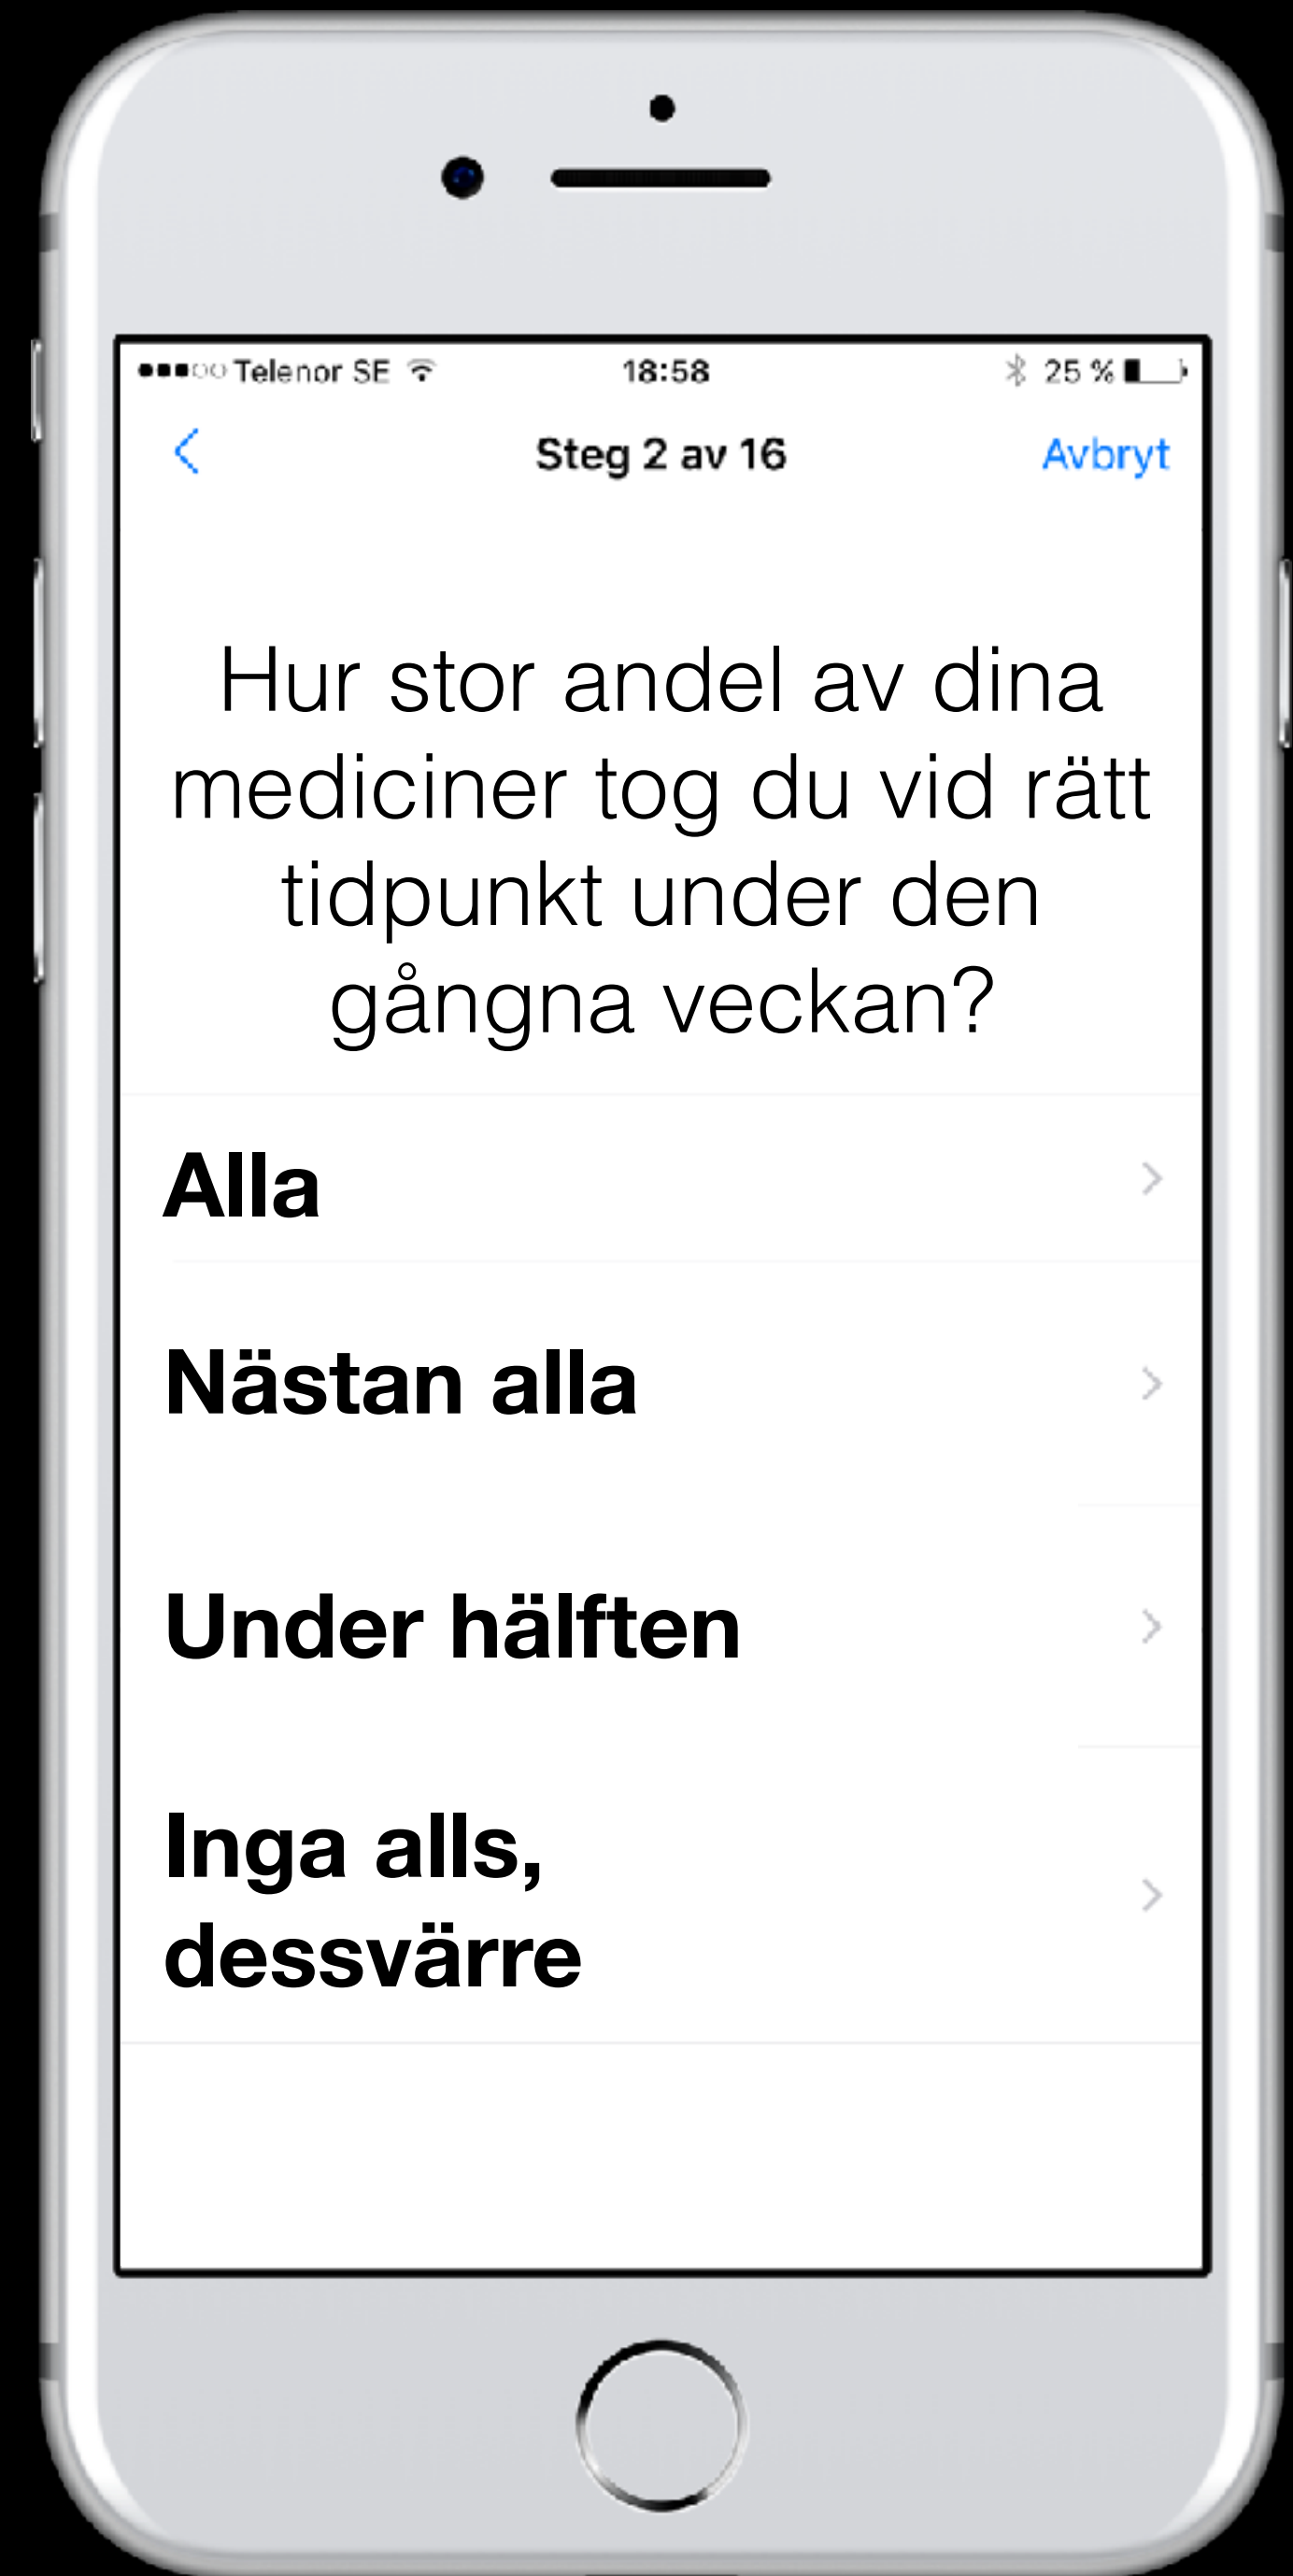 Telenor SE 18:58 25 %
Steg 2 av 16 Avbryt
Hur stor andel av dina
mediciner tog du vid rätt
tidpunkt under den
gångna veckan?
Alla
Nästan alla
Under hälften
Inga alls,
dessvärre